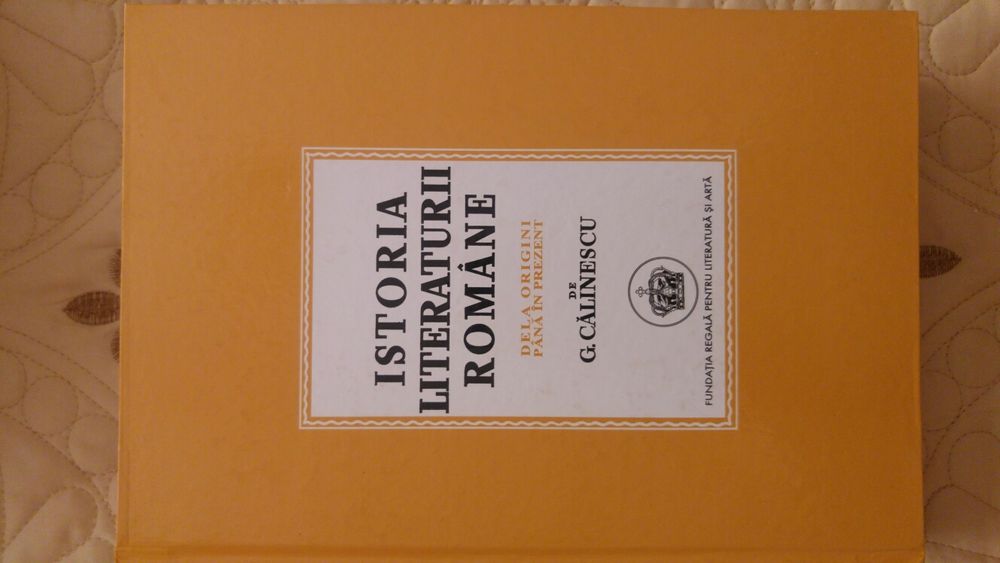 ISTORIA
LITERATURII
ROMÂNE
DELA ORIGINI
PÂNĂ ÎN PREZENT
DE
G. CĂLINESCU
FUNDAȚIA REGALĂ PENTRU LITERATURĂ ȘI ARTĂ